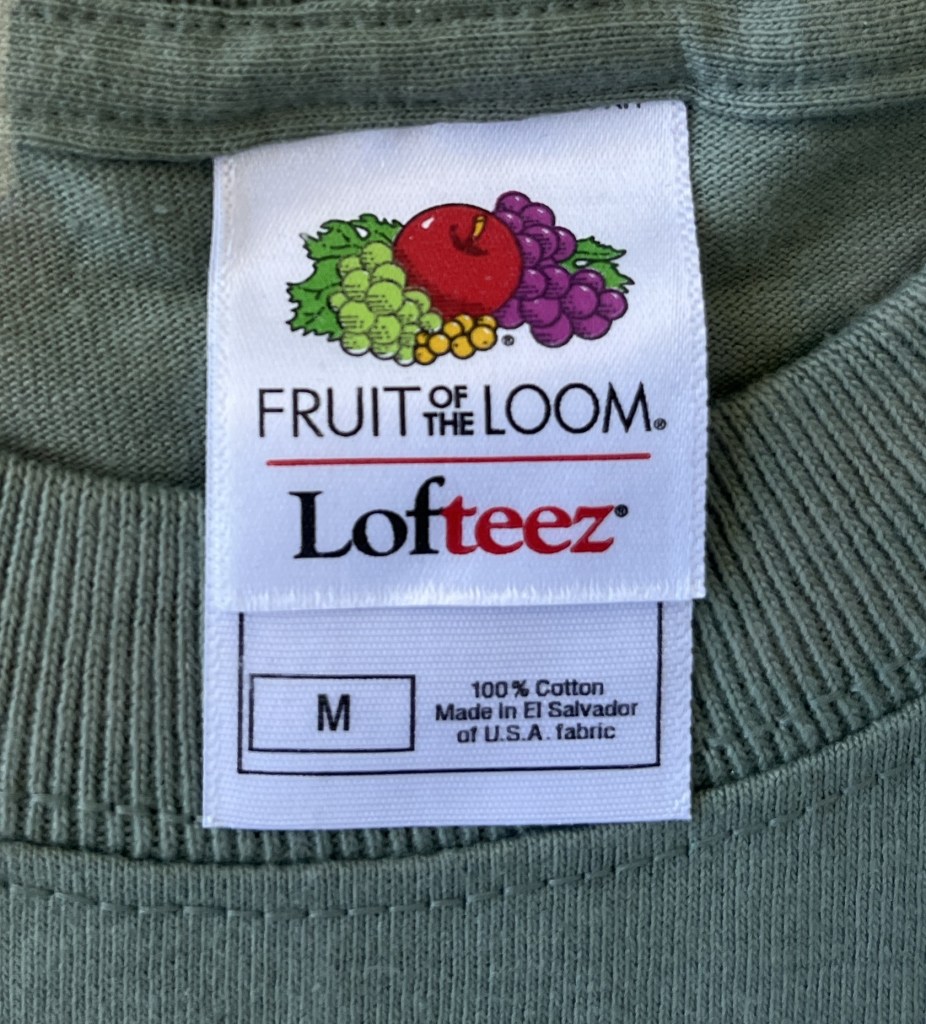 FRUIT OF THE LOOM®
Lofteez®
M
100% Cotton
Made in El Salvador
of U.S.A. fabric